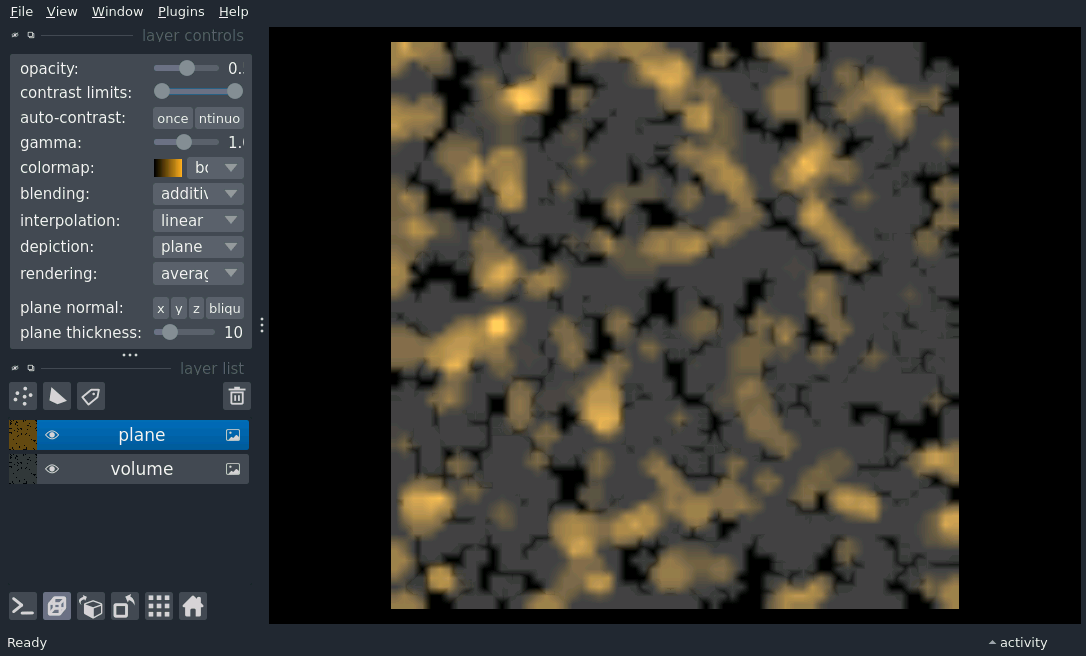 File View Window Plugins Help
layer controls
opacity: 0.
contrast limits:
auto-contrast: once ntinuo
gamma: 1.
colormap: bo
blending: additiv
interpolation: linear
depiction: plane
rendering: averag
plane normal: x y z bliqu
plane thickness: 10
layer list
plane
volume
Ready
activity